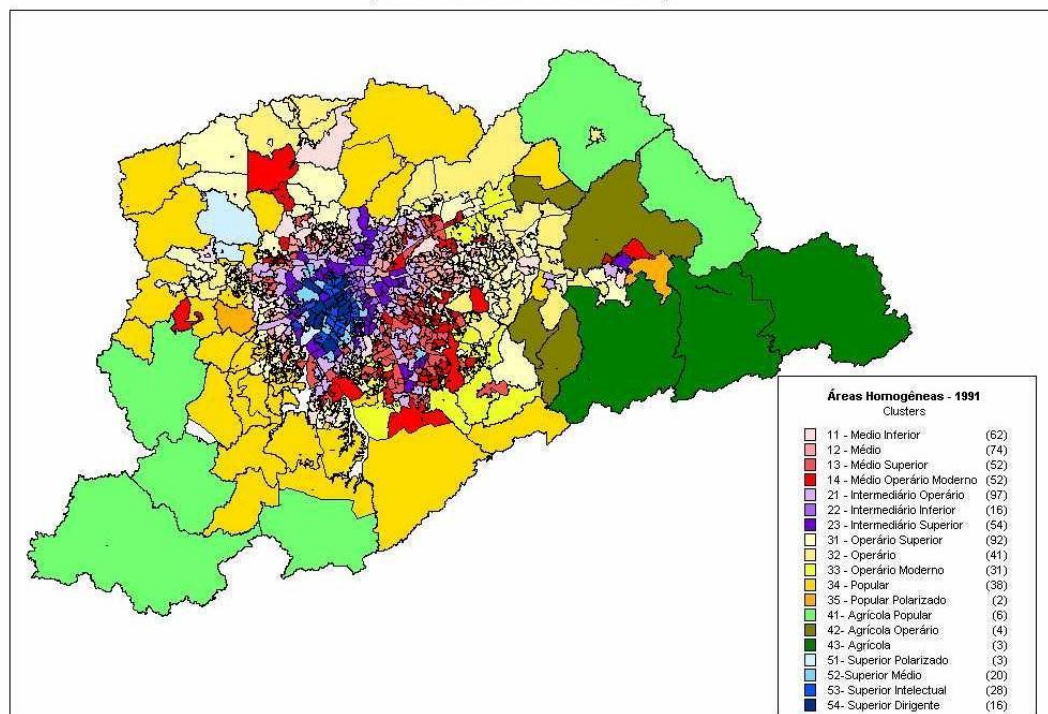 Áreas Homogéneas - 1991
Clusters
11 - Medio Inferior (62)
12 - Médio (74)
13 - Médio Superior (52)
14 - Médio Operário Moderno (52)
21 - Intermediário Operário (97)
22 - Intermediário Inferior (16)
23 - Intermediário Superior (54)
31 - Operário Superior (92)
32 - Operário (41)
33 - Operário Moderno (31)
34 - Popular (38)
35 - Popular Polarizado (2)
41- Agrícola Popular (6)
42- Agrícola Operário (4)
43- Agrícola (3)
51- Superior Polarizado (3)
52-Superior Médio (20)
53- Superior Intelectual (28)
54- Superior Dirigente (16)